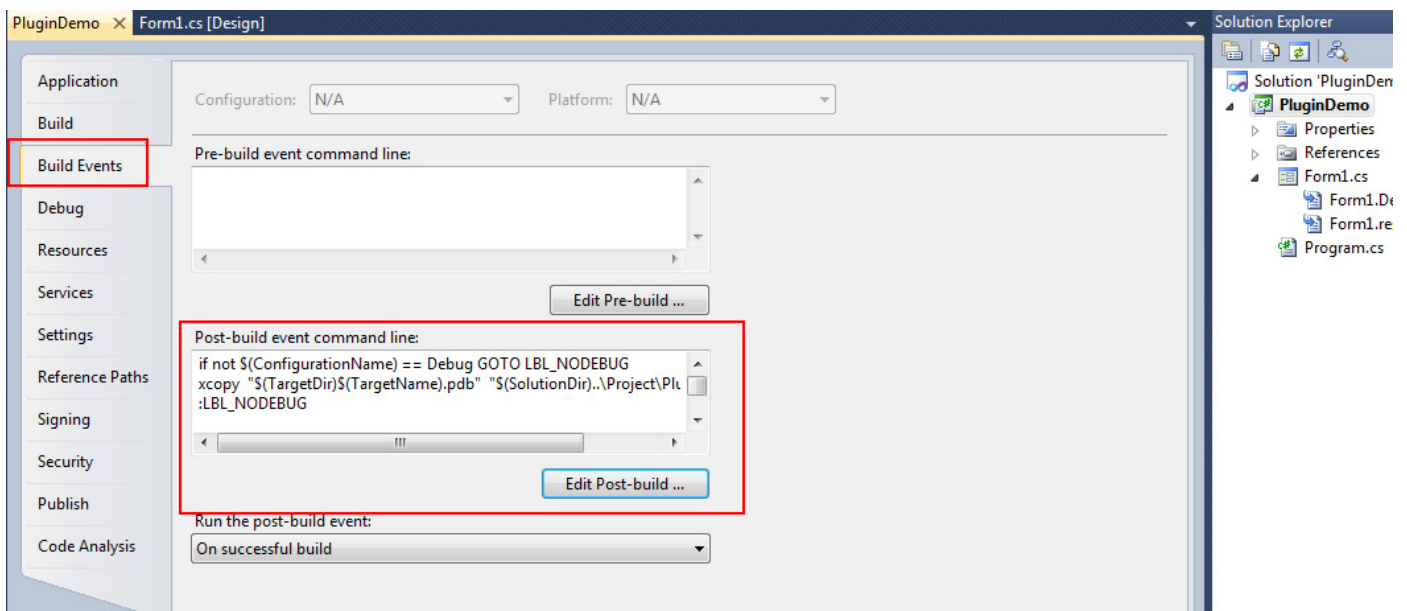 PluginDemo
Form1.cs [Design]
Solution Explorer
Application
Build
Build Events
Debug
Resources
Services
Settings
Reference Paths
Signing
Security
Publish
Code Analysis
Configuration: N/A Platform: N/A
Pre-build event command line:
Edit Pre-build ...
Post-build event command line:
if not $(ConfigurationName) == Debug GOTO LBL_NODEBUG
xcopy "$(TargetDir)$(TargetName).pdb" "$(SolutionDir)..\Project\Plu
:LBL_NODEBUG
Edit Post-build ...
Run the post-build event:
On successful build
Solution 'PluginDem
PluginDemo
Properties
References
Form1.cs
Form1.De
Form1.re
Program.cs